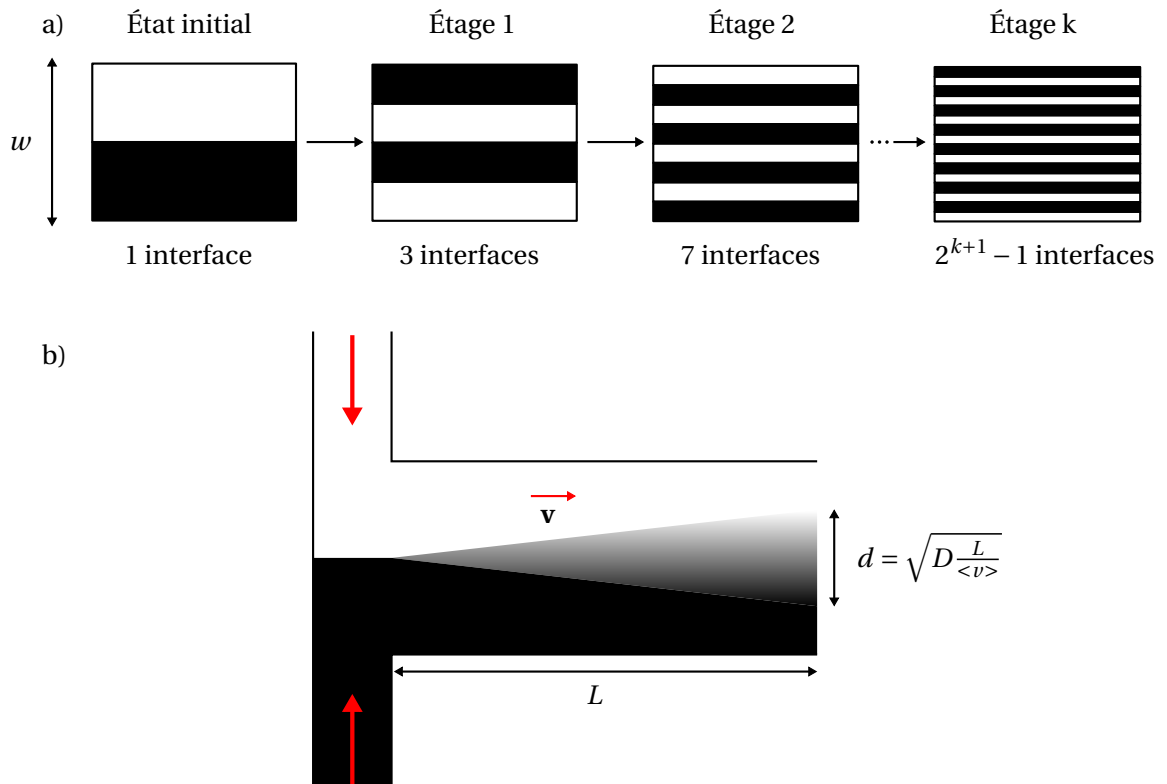 a)
État initial
Étage 1
Étage 2
Étage k
w
...
1 interface
3 interfaces
7 interfaces
2^{k+1} − 1 interfaces
b)
v
d = √(D L/<v>)
L